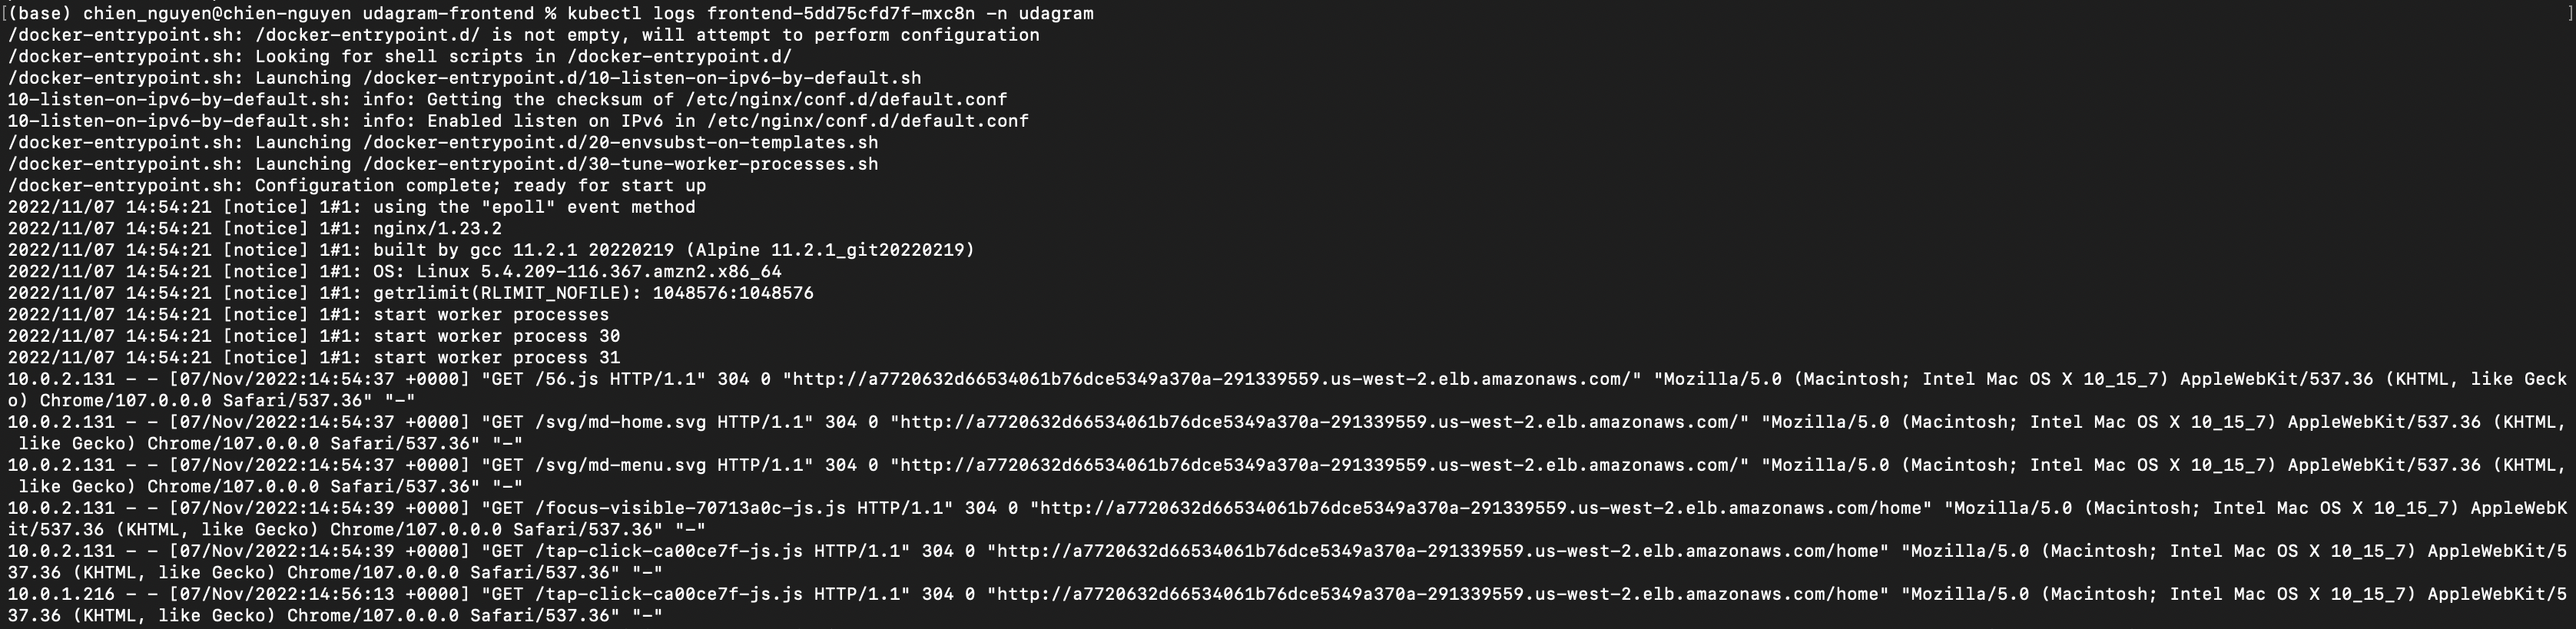 [(base) chien_nguyen@chien-nguyen udagram-frontend % kubectl logs frontend-5dd75cfd7f-mxc8n -n udagram ]
/docker-entrypoint.sh: /docker-entrypoint.d/ is not empty, will attempt to perform configuration
/docker-entrypoint.sh: Looking for shell scripts in /docker-entrypoint.d/
/docker-entrypoint.sh: Launching /docker-entrypoint.d/10-listen-on-ipv6-by-default.sh
10-listen-on-ipv6-by-default.sh: info: Getting the checksum of /etc/nginx/conf.d/default.conf
10-listen-on-ipv6-by-default.sh: info: Enabled listen on IPv6 in /etc/nginx/conf.d/default.conf
/docker-entrypoint.sh: Launching /docker-entrypoint.d/20-envsubst-on-templates.sh
/docker-entrypoint.sh: Launching /docker-entrypoint.d/30-tune-worker-processes.sh
/docker-entrypoint.sh: Configuration complete; ready for start up
2022/11/07 14:54:21 [notice] 1#1: using the "epoll" event method
2022/11/07 14:54:21 [notice] 1#1: nginx/1.23.2
2022/11/07 14:54:21 [notice] 1#1: built by gcc 11.2.1 20220219 (Alpine 11.2.1_git20220219)
2022/11/07 14:54:21 [notice] 1#1: OS: Linux 5.4.209-116.367.amzn2.x86_64
2022/11/07 14:54:21 [notice] 1#1: getrlimit(RLIMIT_NOFILE): 1048576:1048576
2022/11/07 14:54:21 [notice] 1#1: start worker processes
2022/11/07 14:54:21 [notice] 1#1: start worker process 30
2022/11/07 14:54:21 [notice] 1#1: start worker process 31
10.0.2.131 - - [07/Nov/2022:14:54:37 +0000] "GET /56.js HTTP/1.1" 304 0 "http://a7720632d66534061b76dce5349a370a-291339559.us-west-2.elb.amazonaws.com/" "Mozilla/5.0 (Macintosh; Intel Mac OS X 10_15_7) AppleWebKit/537.36 (KHTML, like Geck
o) Chrome/107.0.0.0 Safari/537.36" "-"
10.0.2.131 - - [07/Nov/2022:14:54:37 +0000] "GET /svg/md-home.svg HTTP/1.1" 304 0 "http://a7720632d66534061b76dce5349a370a-291339559.us-west-2.elb.amazonaws.com/" "Mozilla/5.0 (Macintosh; Intel Mac OS X 10_15_7) AppleWebKit/537.36 (KHTML,
 like Gecko) Chrome/107.0.0.0 Safari/537.36" "-"
10.0.2.131 - - [07/Nov/2022:14:54:37 +0000] "GET /svg/md-menu.svg HTTP/1.1" 304 0 "http://a7720632d66534061b76dce5349a370a-291339559.us-west-2.elb.amazonaws.com/" "Mozilla/5.0 (Macintosh; Intel Mac OS X 10_15_7) AppleWebKit/537.36 (KHTML,
 like Gecko) Chrome/107.0.0.0 Safari/537.36" "-"
10.0.2.131 - - [07/Nov/2022:14:54:39 +0000] "GET /focus-visible-70713a0c-js.js HTTP/1.1" 304 0 "http://a7720632d66534061b76dce5349a370a-291339559.us-west-2.elb.amazonaws.com/home" "Mozilla/5.0 (Macintosh; Intel Mac OS X 10_15_7) AppleWebK
it/537.36 (KHTML, like Gecko) Chrome/107.0.0.0 Safari/537.36" "-"
10.0.2.131 - - [07/Nov/2022:14:54:39 +0000] "GET /tap-click-ca00ce7f-js.js HTTP/1.1" 304 0 "http://a7720632d66534061b76dce5349a370a-291339559.us-west-2.elb.amazonaws.com/home" "Mozilla/5.0 (Macintosh; Intel Mac OS X 10_15_7) AppleWebKit/5
37.36 (KHTML, like Gecko) Chrome/107.0.0.0 Safari/537.36" "-"
10.0.1.216 - - [07/Nov/2022:14:56:13 +0000] "GET /tap-click-ca00ce7f-js.js HTTP/1.1" 304 0 "http://a7720632d66534061b76dce5349a370a-291339559.us-west-2.elb.amazonaws.com/home" "Mozilla/5.0 (Macintosh; Intel Mac OS X 10_15_7) AppleWebKit/5
37.36 (KHTML, like Gecko) Chrome/107.0.0.0 Safari/537.36" "-"